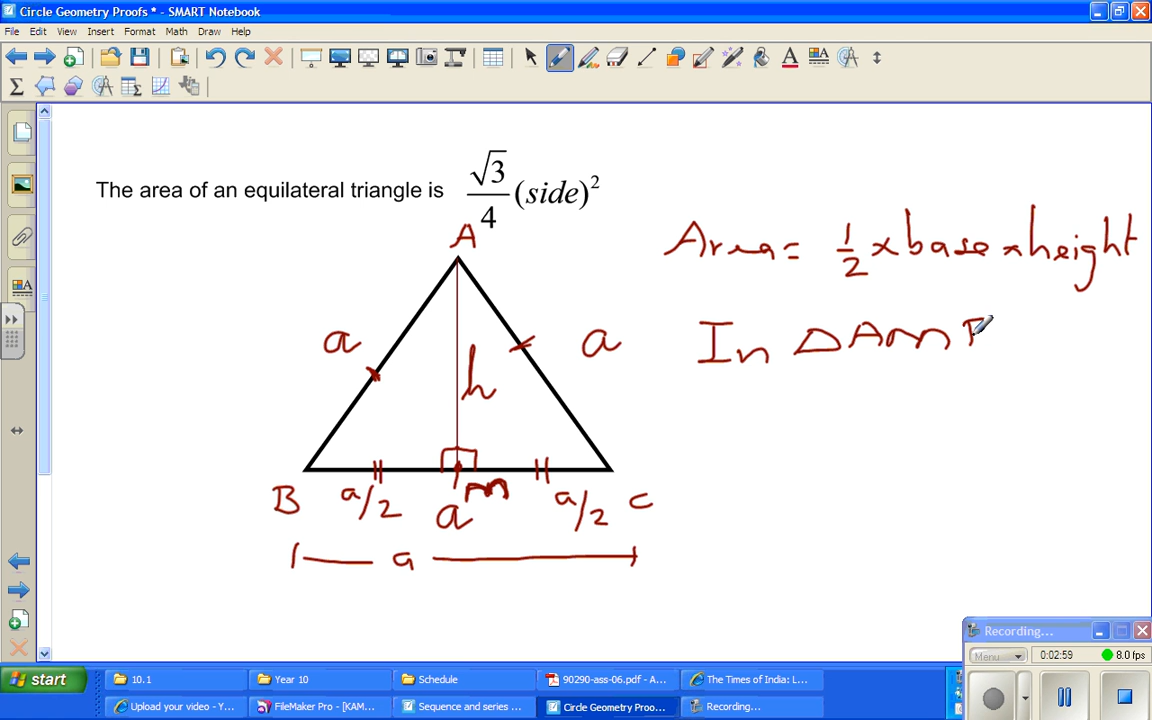 Circle Geometry Proofs * - SMART Notebook
File Edit View Insert Format Math Draw Help
The area of an equilateral triangle is √3/4 (side)²
A
Area = 1/2 x base x height
In △AM
a
a
h
B a/2 M a/2 C
a
a
Recording...
Menu 0:02:59 8.0 fps
start 10.1 Year 10 Schedule 90290-ass-06.pdf - A... The Times of India: L...
Upload your video - Y... FileMaker Pro - [KAM... Sequence and series ... Circle Geometry Proo... Recording...